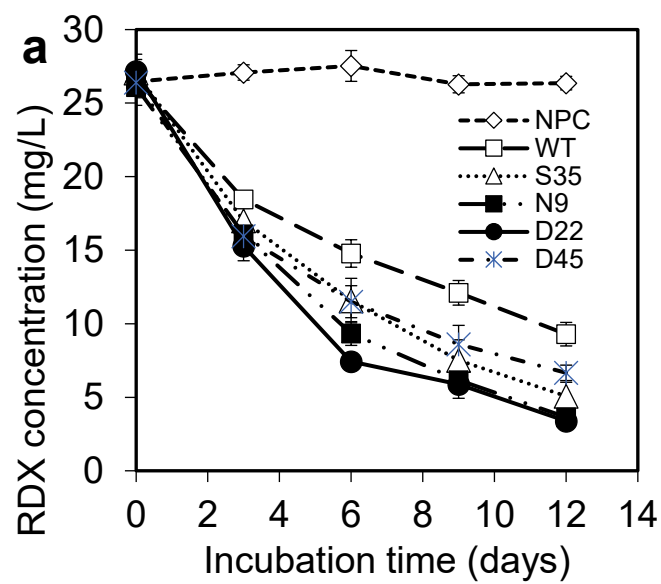 a
RDX concentration (mg/L)
30
25
20
15
10
5
0
NPC
WT
S35
N9
D22
D45
0 2 4 6 8 10 12 14
Incubation time (days)